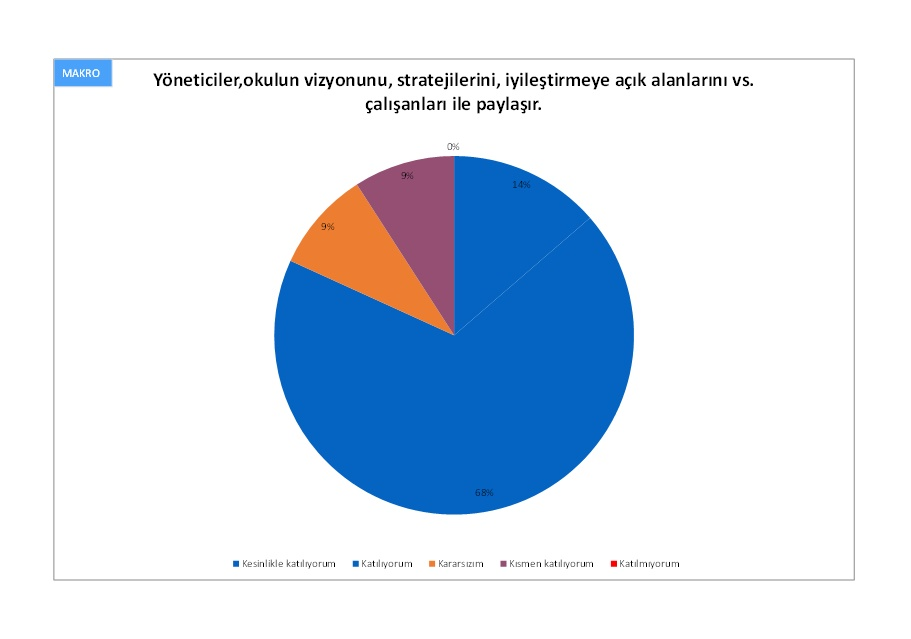 MAKRO
Yöneticiler,okulun vizyonunu, stratejilerini, iyileştirmeye açık alanlarını vs.
çalışanları ile paylaşır.
0%
9%
14%
9%
68%
Kesinlikle katılıyorum
Katılıyorum
Kararsızım
Kısmen katılıyorum
Katılmıyorum